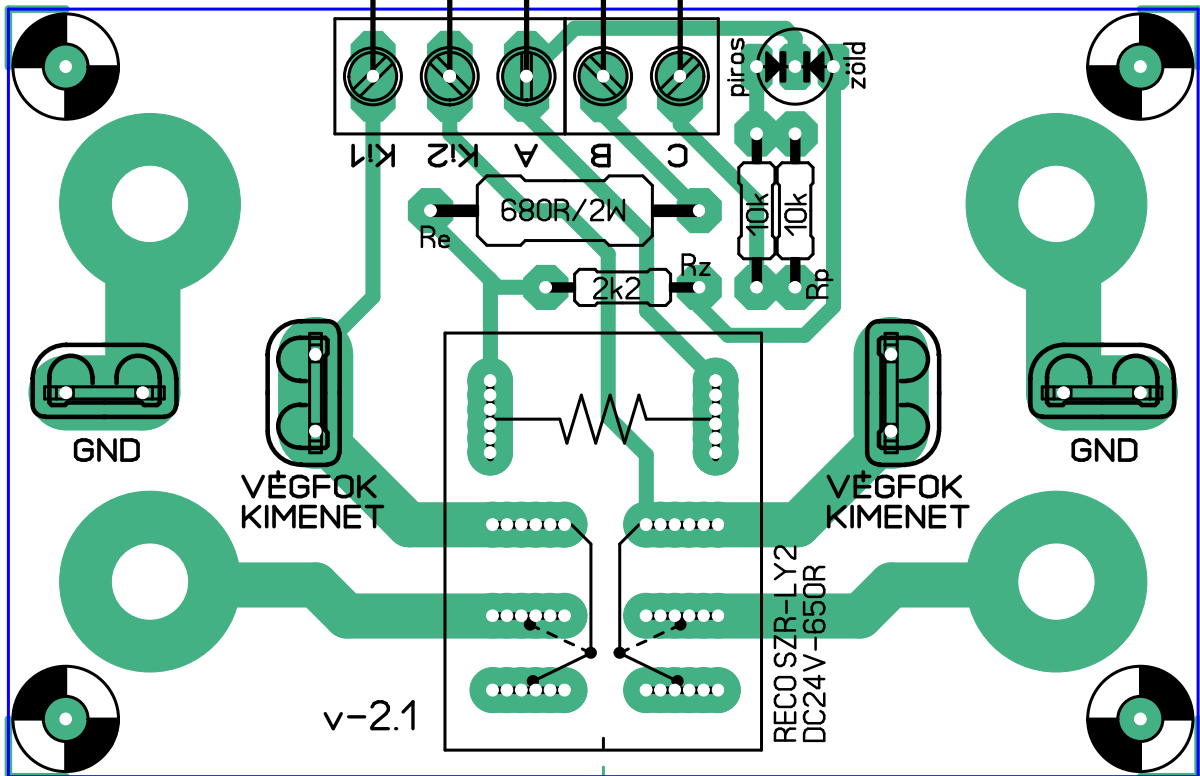 piros
zöld
Ki1 Ki2 A B C
680R/2W
10k
10k
Re
Rz
2k2
Rp
GND
GND
VÉGFOK
KIMENET
VÉGFOK
KIMENET
RECO SZR-LY2
DC24V-650R
v-2.1